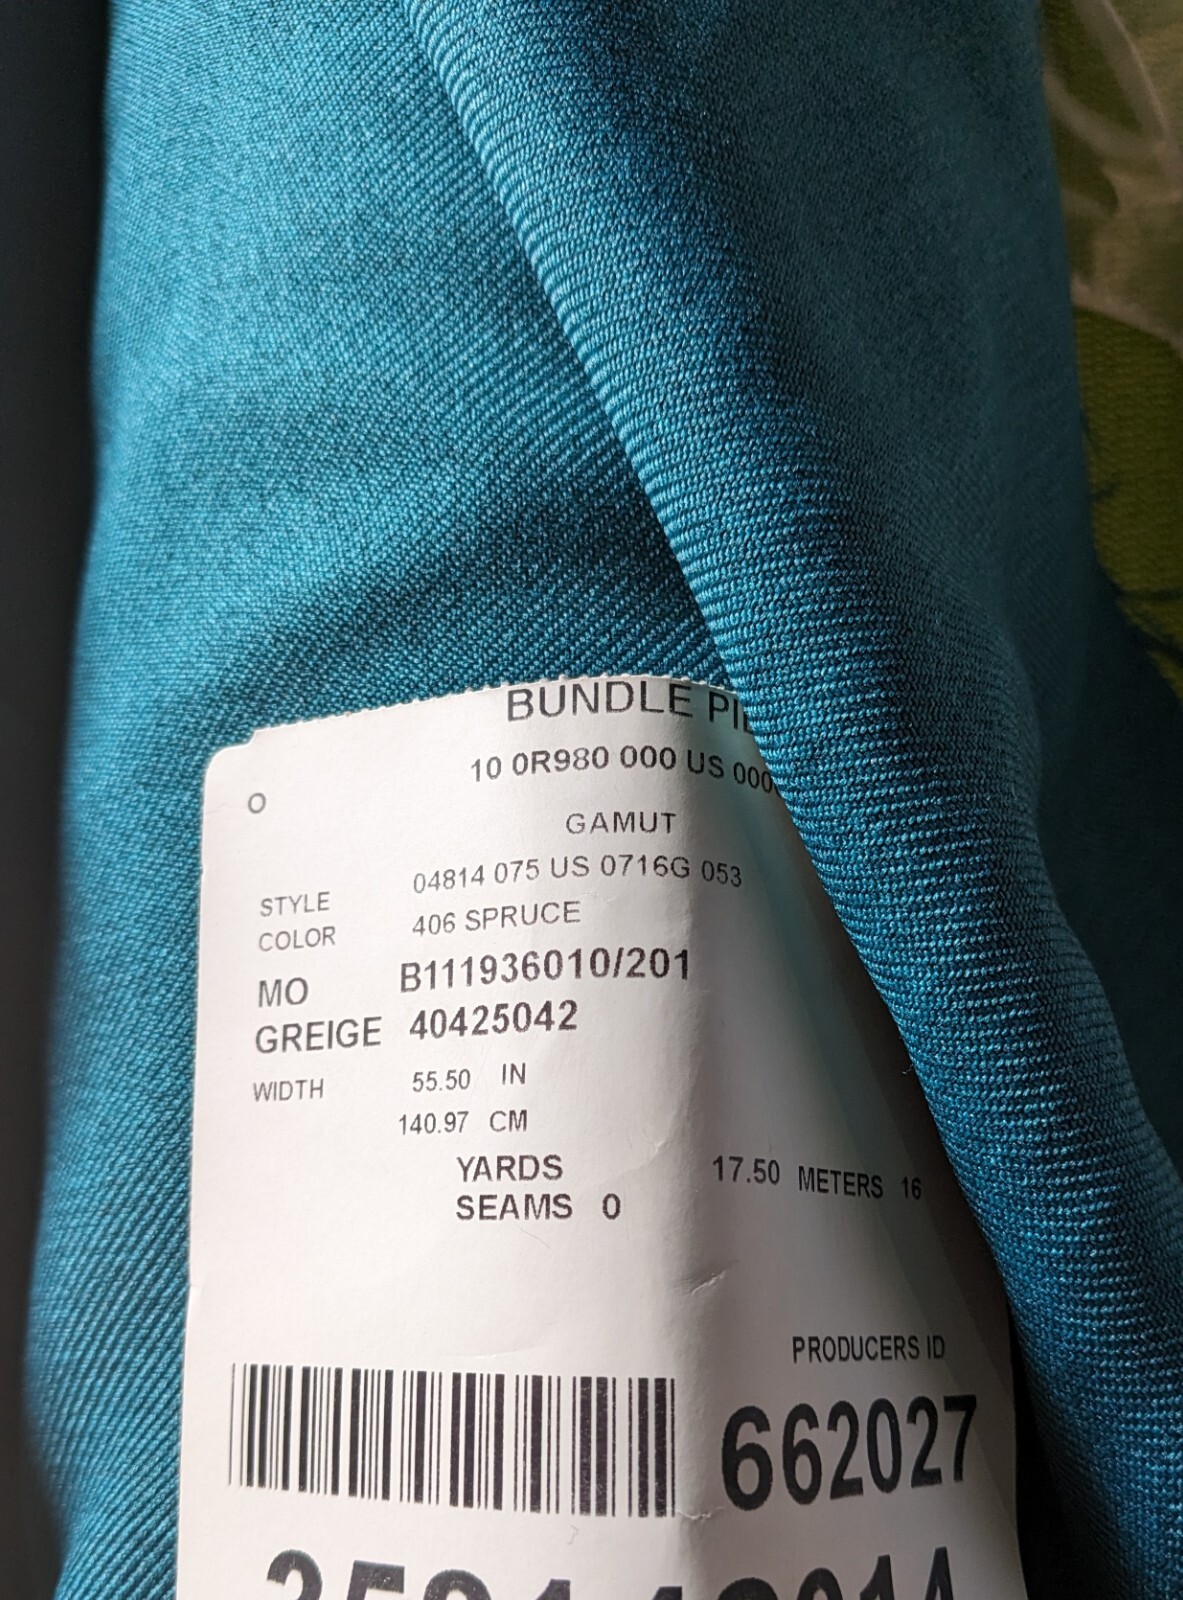 BUNDLE
10 0R980 000 US 000
GAMUT
STYLE 04814 075 US 0716G 053
COLOR 406 SPRUCE
MO B111936010/201
GREIGE 40425042
WIDTH 55.50 IN
140.97 CM
YARDS 17.50 METERS 16
SEAMS 0
PRODUCERS ID
662027